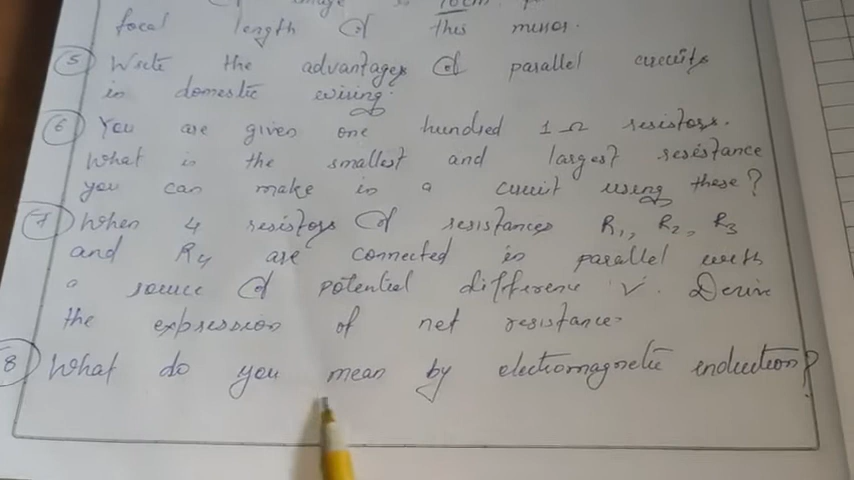 image is 10cm.
focal length of this mirror.
5 Write the advantages of parallel circuits
in domestic wiring.
6 You are given one hundred 1 Ω resistors.
What is the smallest and largest resistance
you can make in a circuit using these?
7 When 4 resistors of resistances R1, R2, R3
and R4 are connected in parallel with
a source of potential difference V. Derive
the expression of net resistance.
8 What do you mean by electromagnetic induction?